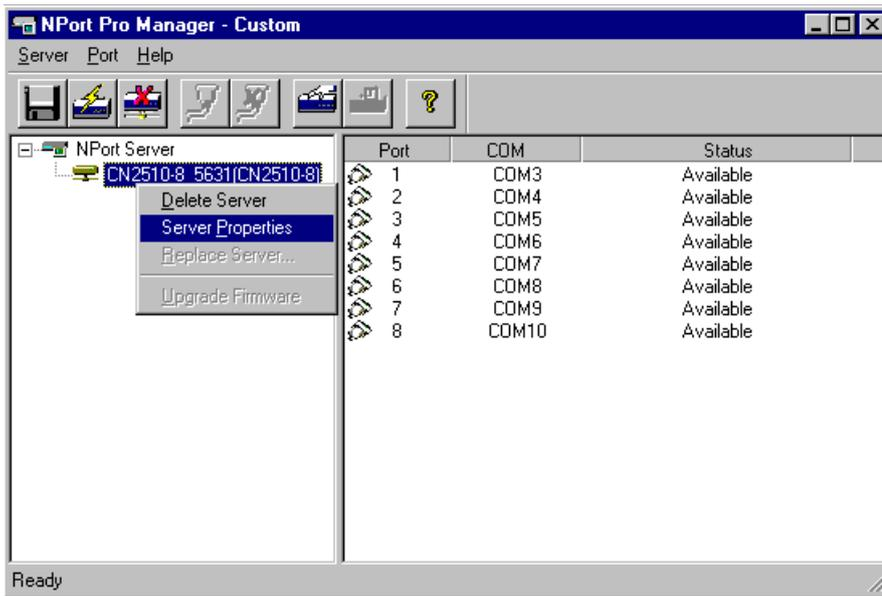 NPort Pro Manager - Custom
Server Port Help
NPort Server
CN2510-8_5631(CN2510-8)
Delete Server
Server Properties
Replace Server...
Upgrade Firmware
Port COM Status
1 COM3 Available
2 COM4 Available
3 COM5 Available
4 COM6 Available
5 COM7 Available
6 COM8 Available
7 COM9 Available
8 COM10 Available
Ready